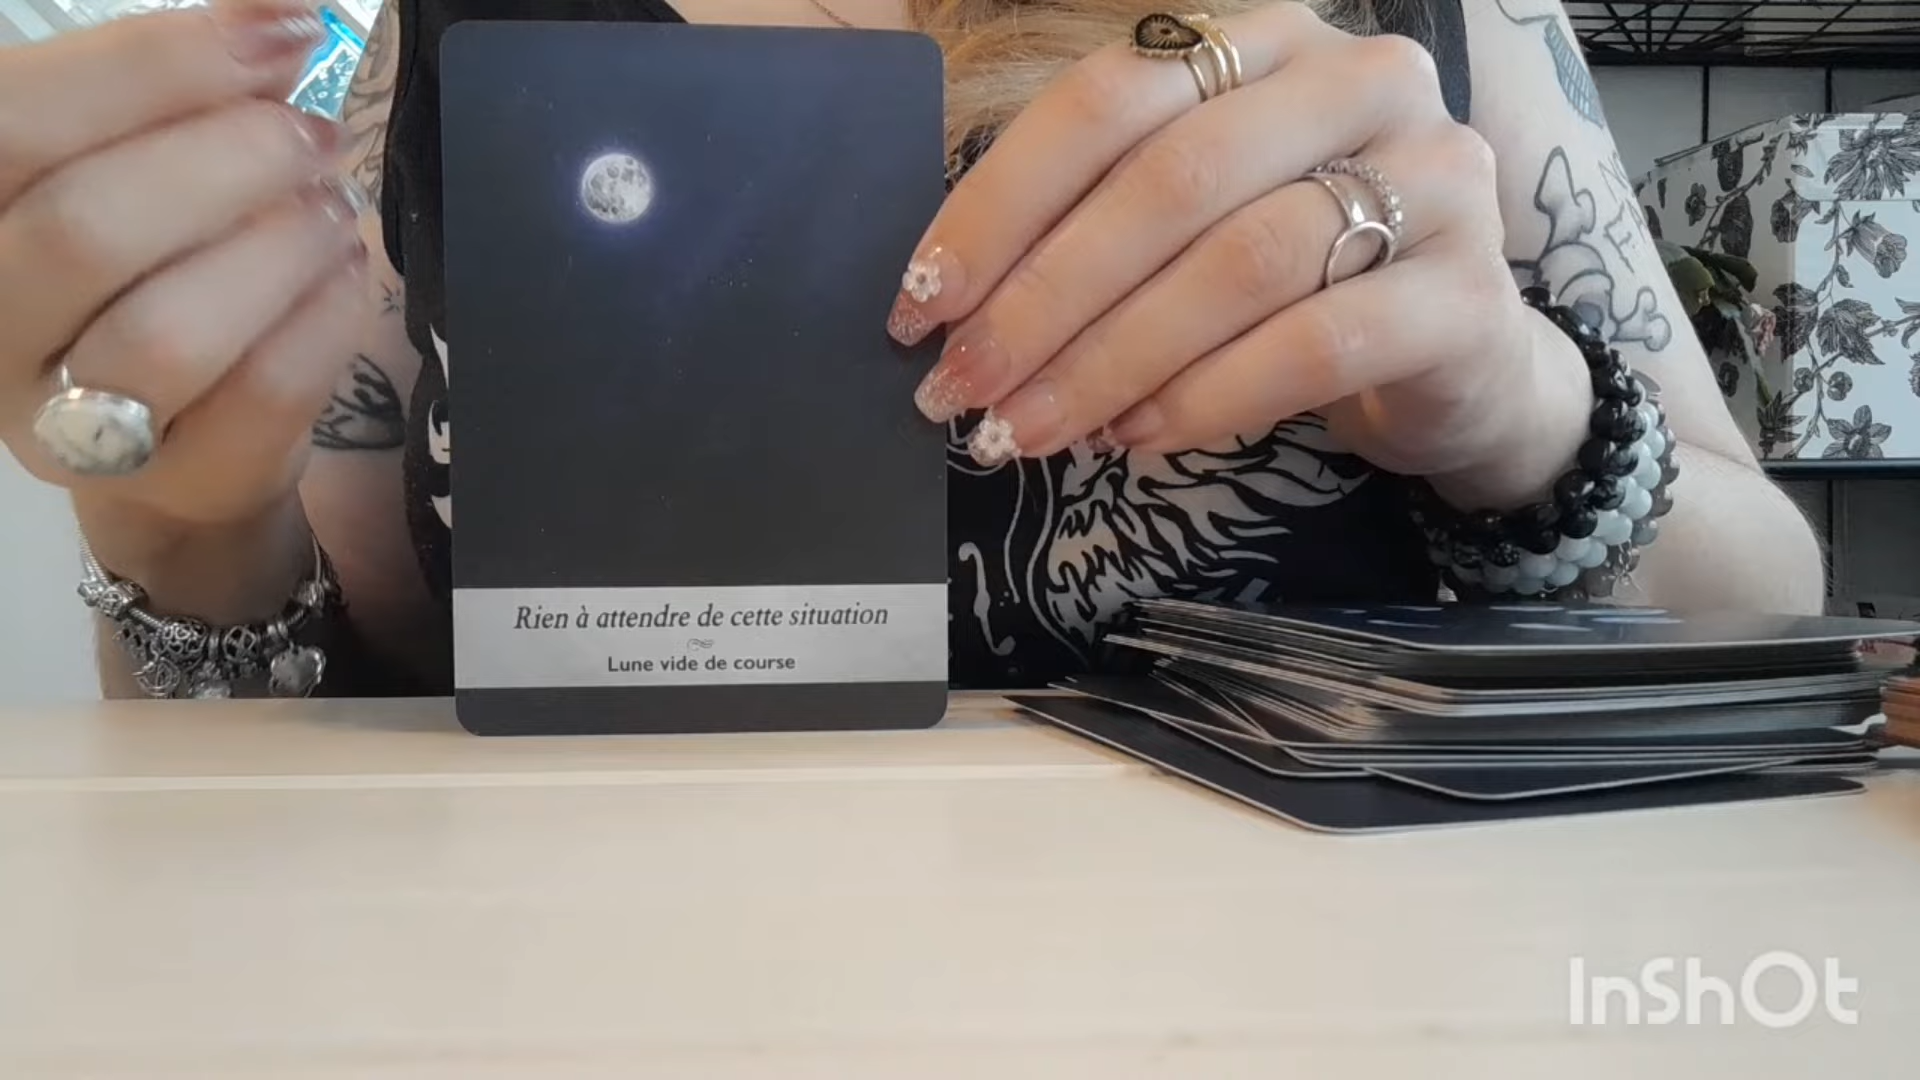 Rien à attendre de cette situation
Lune vide de course
InShOt